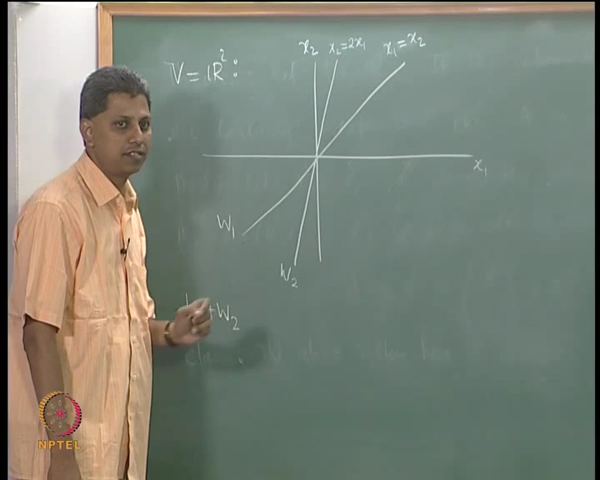 V = ℝ²:
x₂
x₂=2x₁
x₁=x₂
x₁
W₁
W₂
+W₂
NPTEL